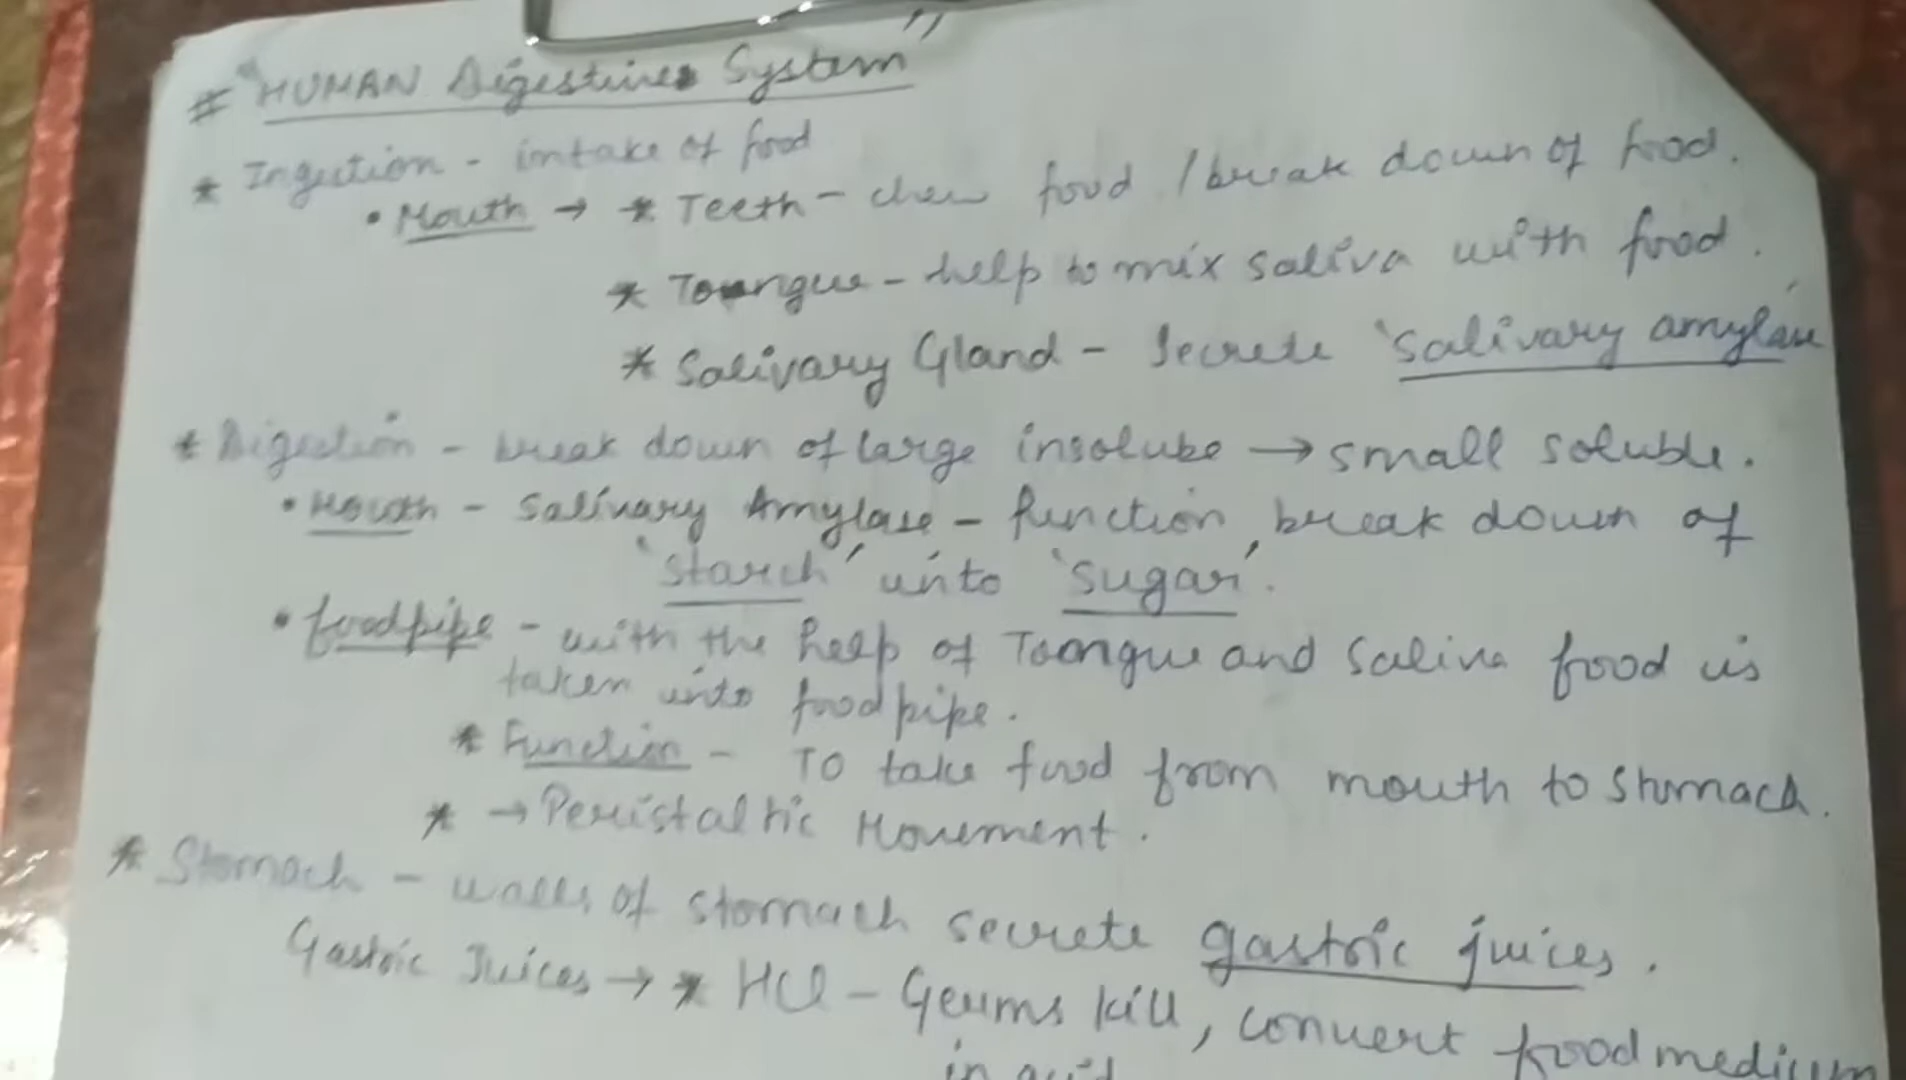 # "HUMAN Digestive System"
* Ingestion - intake of food
• Mouth → * Teeth - chew food / break down of food.
* Toungue - help to mix saliva with food.
* Salivary Gland - Secrete 'salivary amylase
* Digestion - break down of large insolube → small soluble.
• Mouth - Salivary Amylase - function, break down of
'starch' into 'sugar'.
• foodpipe - with the help of Toongue and Saliva food is
taken into foodpipe.
* Function - To take food from mouth to Stomach.
* → Peristaltic Movement.
* Stomach - walls of stomach secrete gastric juices.
Gastric Juices → * HCl - Germs kill, convert food medium
in acid